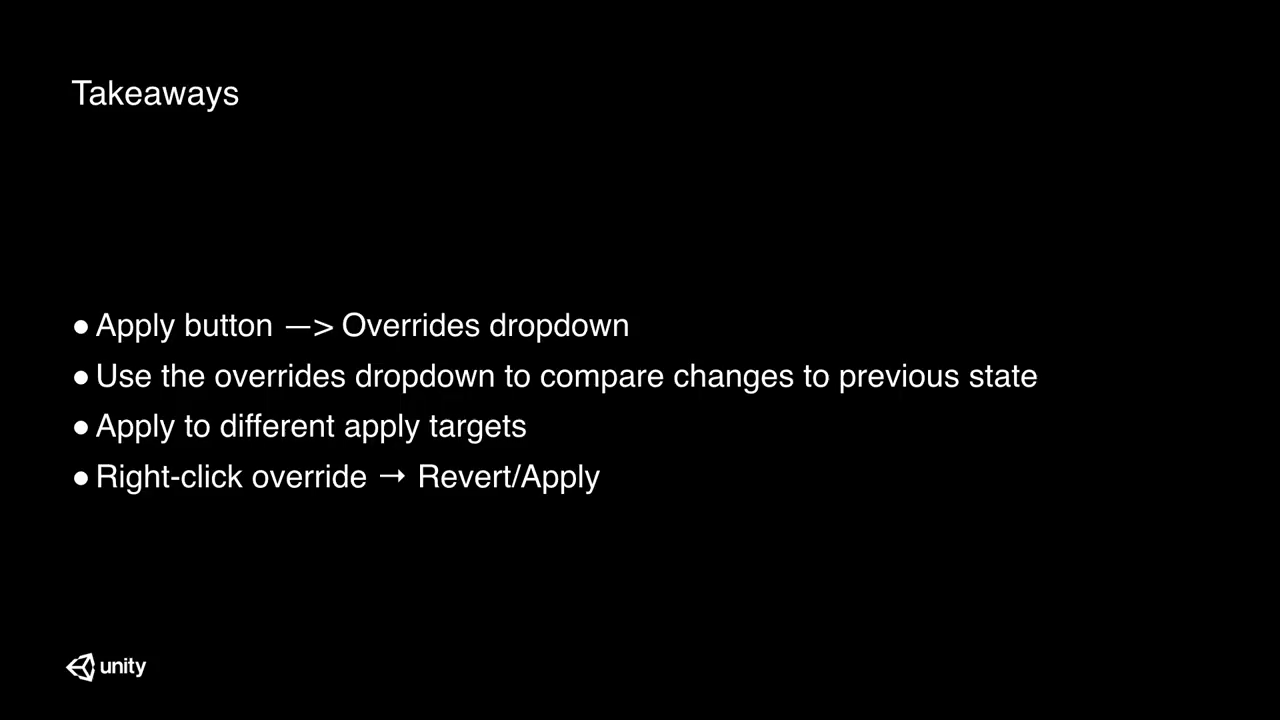 Takeaways
● Apply button —> Overrides dropdown
● Use the overrides dropdown to compare changes to previous state
● Apply to different apply targets
● Right-click override → Revert/Apply
unity